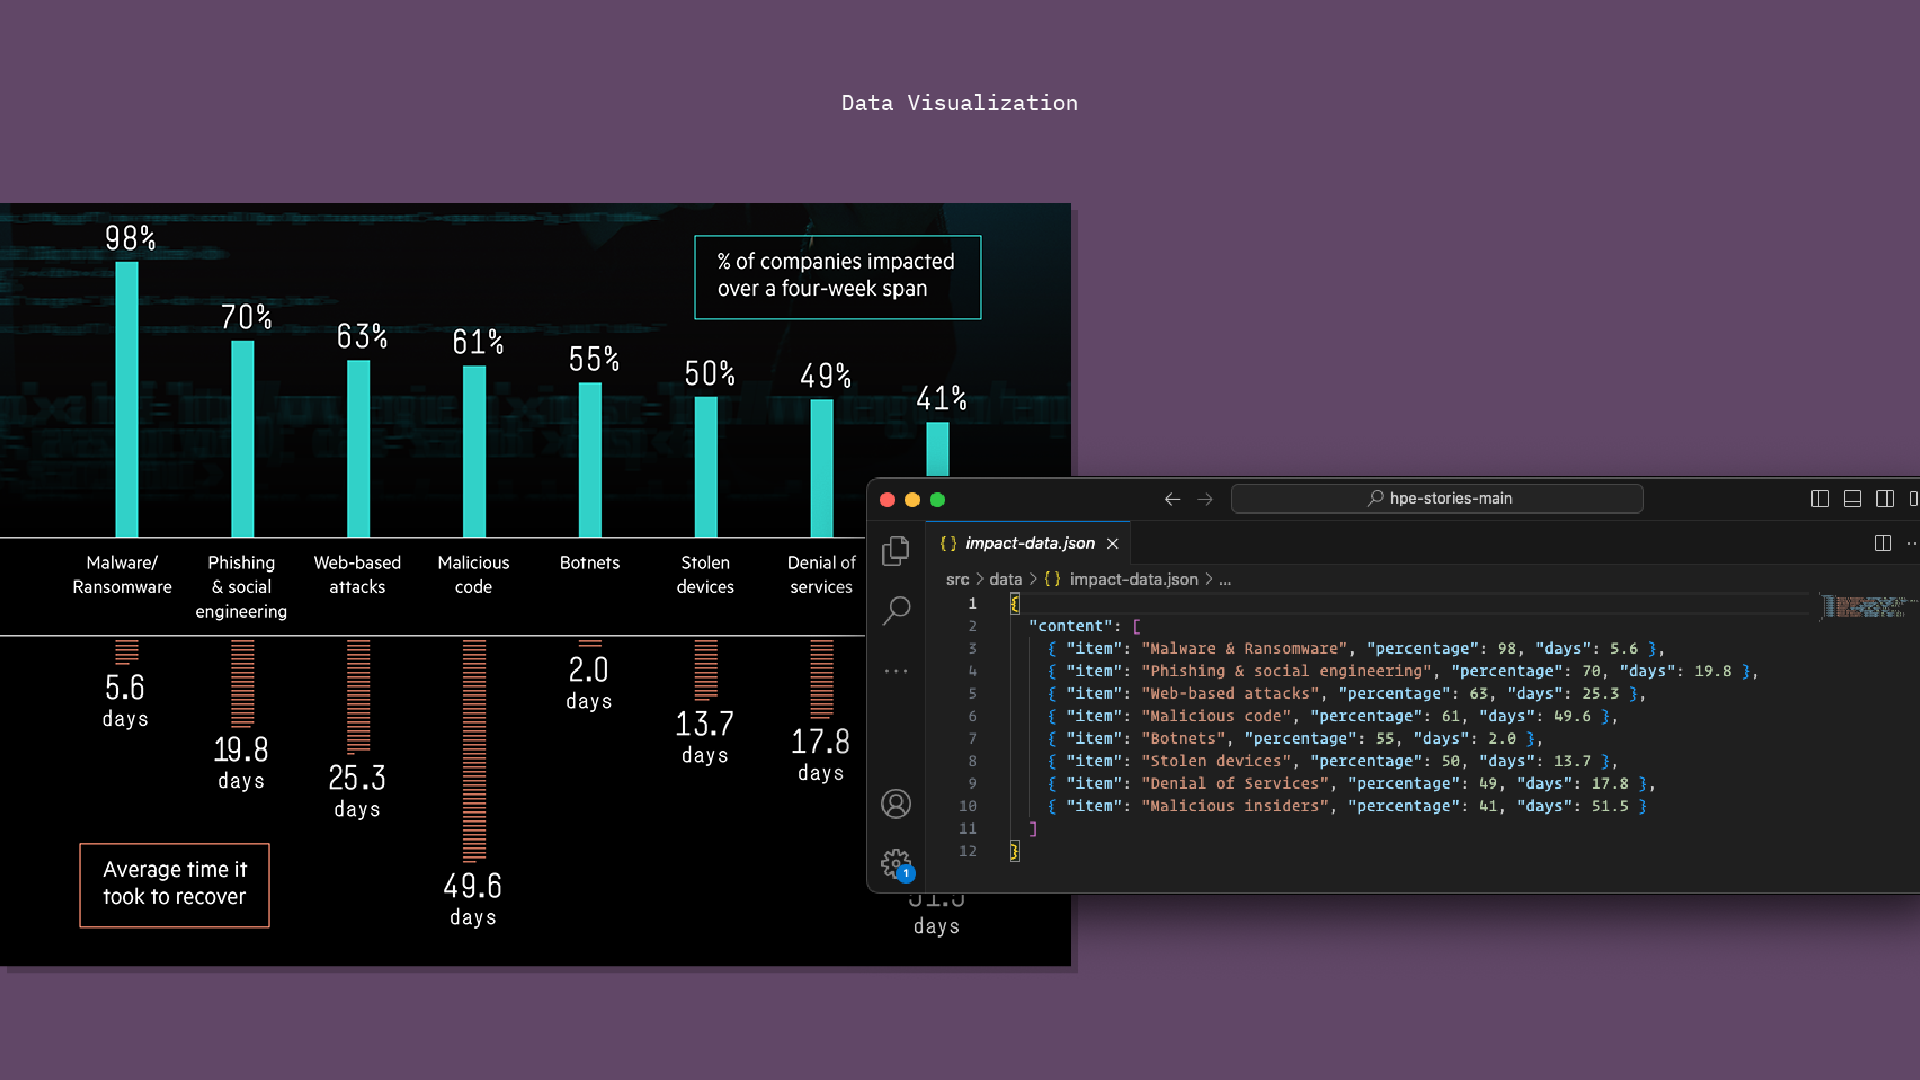 Data Visualization
98%
70%
63%
61%
55%
50%
49%
41%
% of companies impacted
over a four-week span
Malware/
Ransomware
Phishing
& social
engineering
Web-based
attacks
Malicious
code
Botnets
Stolen
devices
Denial of
services
5.6
days
19.8
days
25.3
days
49.6
days
2.0
days
13.7
days
17.8
days
51.5
days
Average time it
took to recover
hpe-stories-main
{} impact-data.json
src > data > {} impact-data.json > ...
1 {
2 "content": [
3 { "item": "Malware & Ransomware", "percentage": 98, "days": 5.6 },
4 { "item": "Phishing & social engineering", "percentage": 70, "days": 19.8 },
5 { "item": "Web-based attacks", "percentage": 63, "days": 25.3 },
6 { "item": "Malicious code", "percentage": 61, "days": 49.6 },
7 { "item": "Botnets", "percentage": 55, "days": 2.0 },
8 { "item": "Stolen devices", "percentage": 50, "days": 13.7 },
9 { "item": "Denial of Services", "percentage": 49, "days": 17.8 },
10 { "item": "Malicious insiders", "percentage": 41, "days": 51.5 }
11 ]
12 }
1